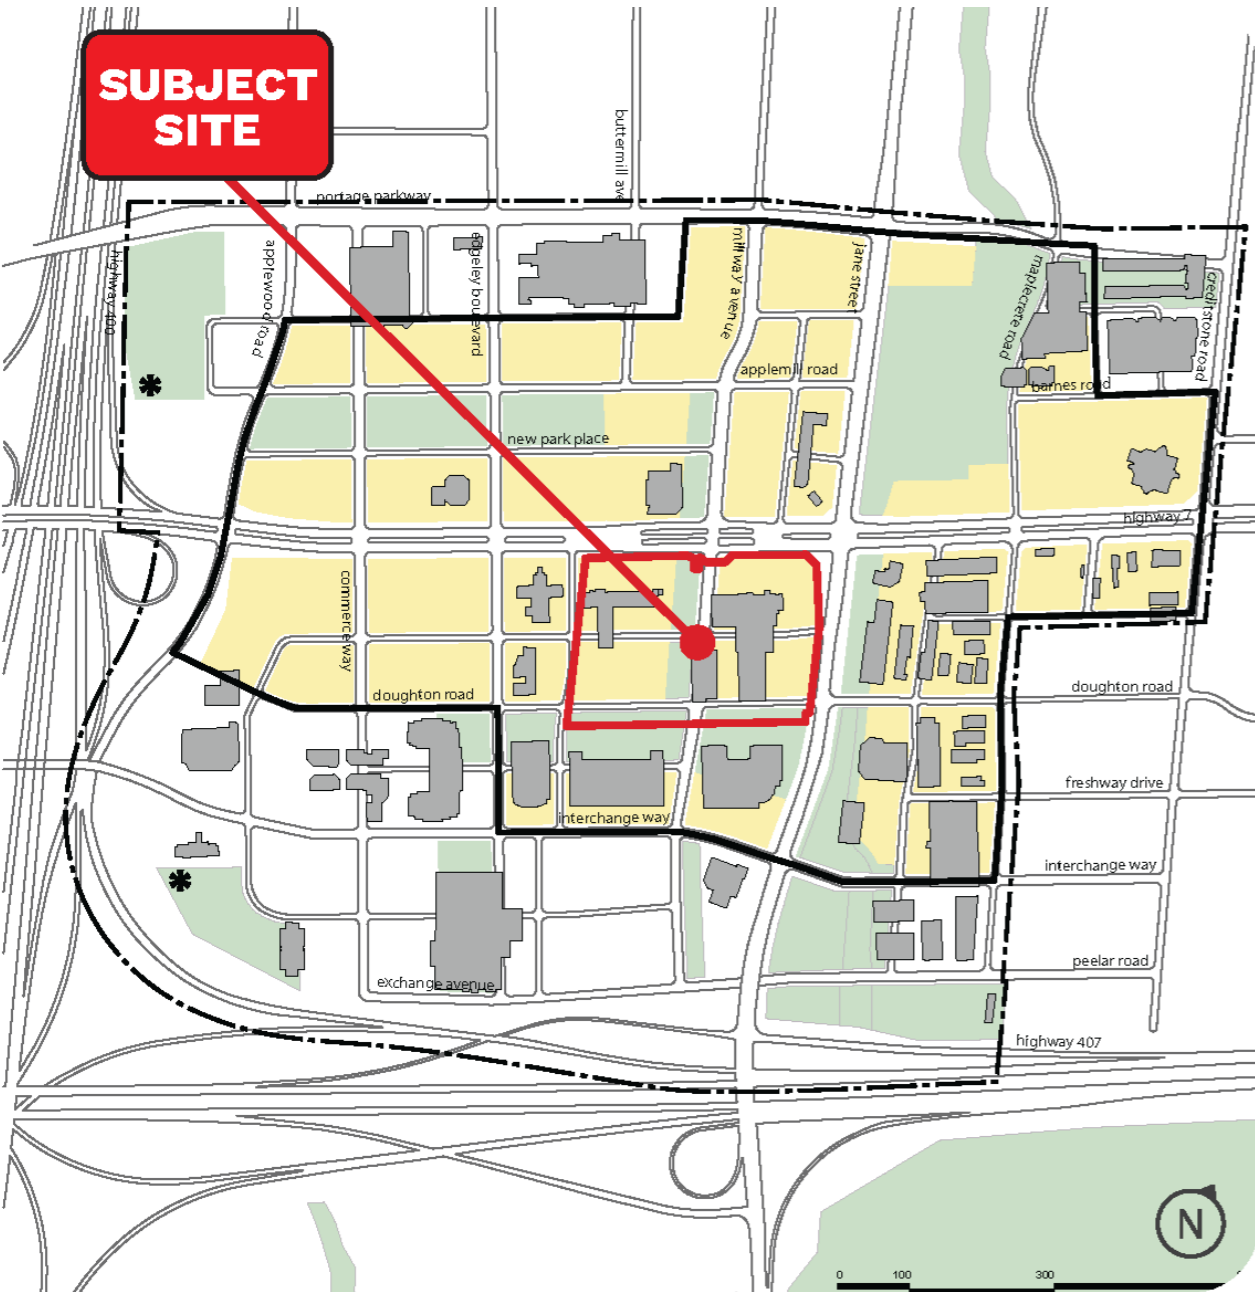 SUBJECT
SITE
buttermill ave
portage parkway
highway 400
applewood road
edgeley boulevard
millway avenue
jane street
maplecrete road
creditstone road
applemill road
barnes road
new park place
highway 7
commerce way
doughton road
doughton road
freshway drive
interchange way
interchange way
peelar road
exchange avenue
highway 407
N
0 100 300